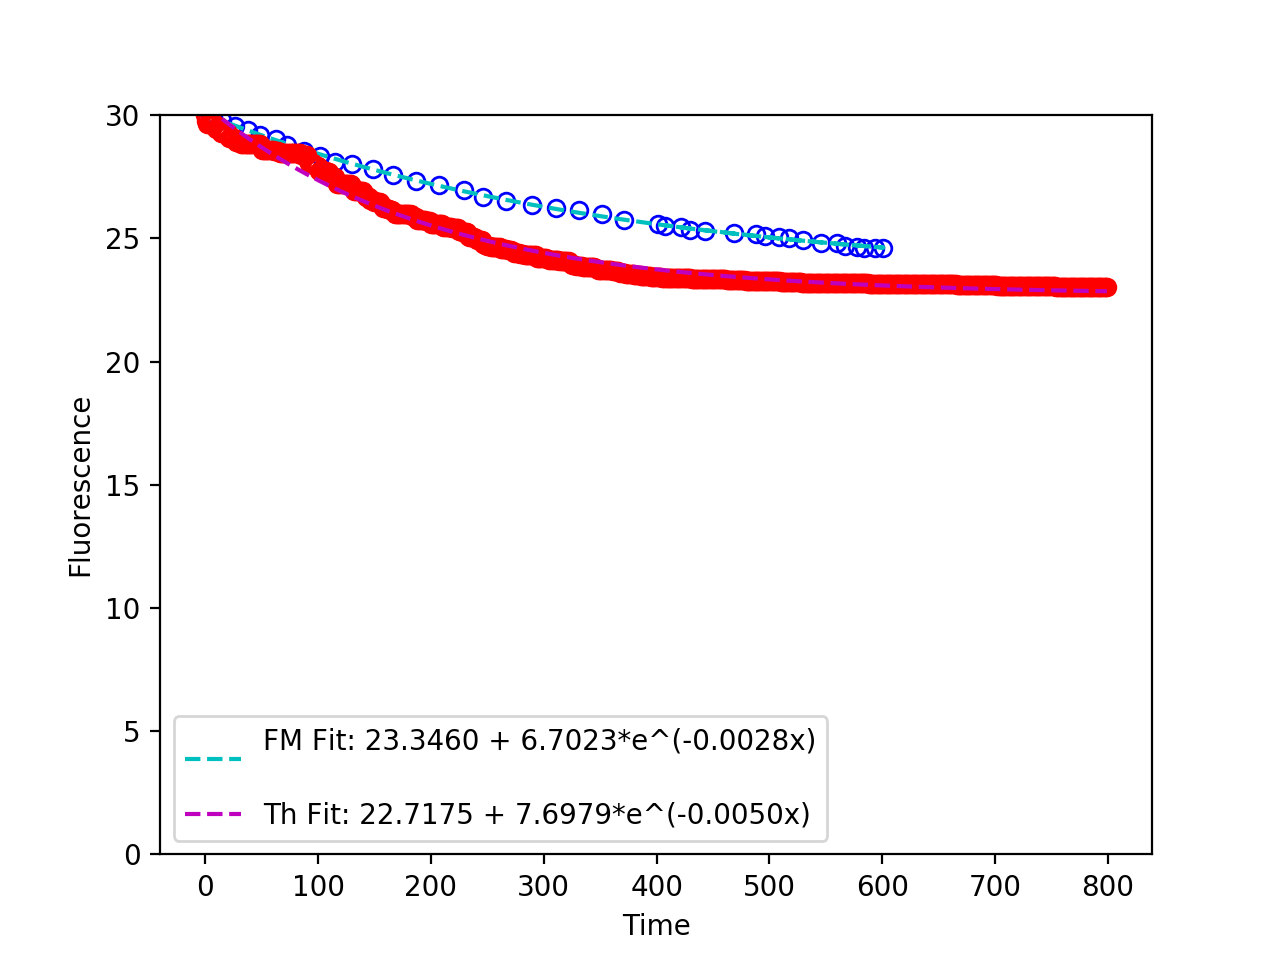 30
25
20
15
10
5
0
Fluorescence
FM Fit: 23.3460 + 6.7023*e^(-0.0028x)
Th Fit: 22.7175 + 7.6979*e^(-0.0050x)
0 100 200 300 400 500 600 700 800
Time